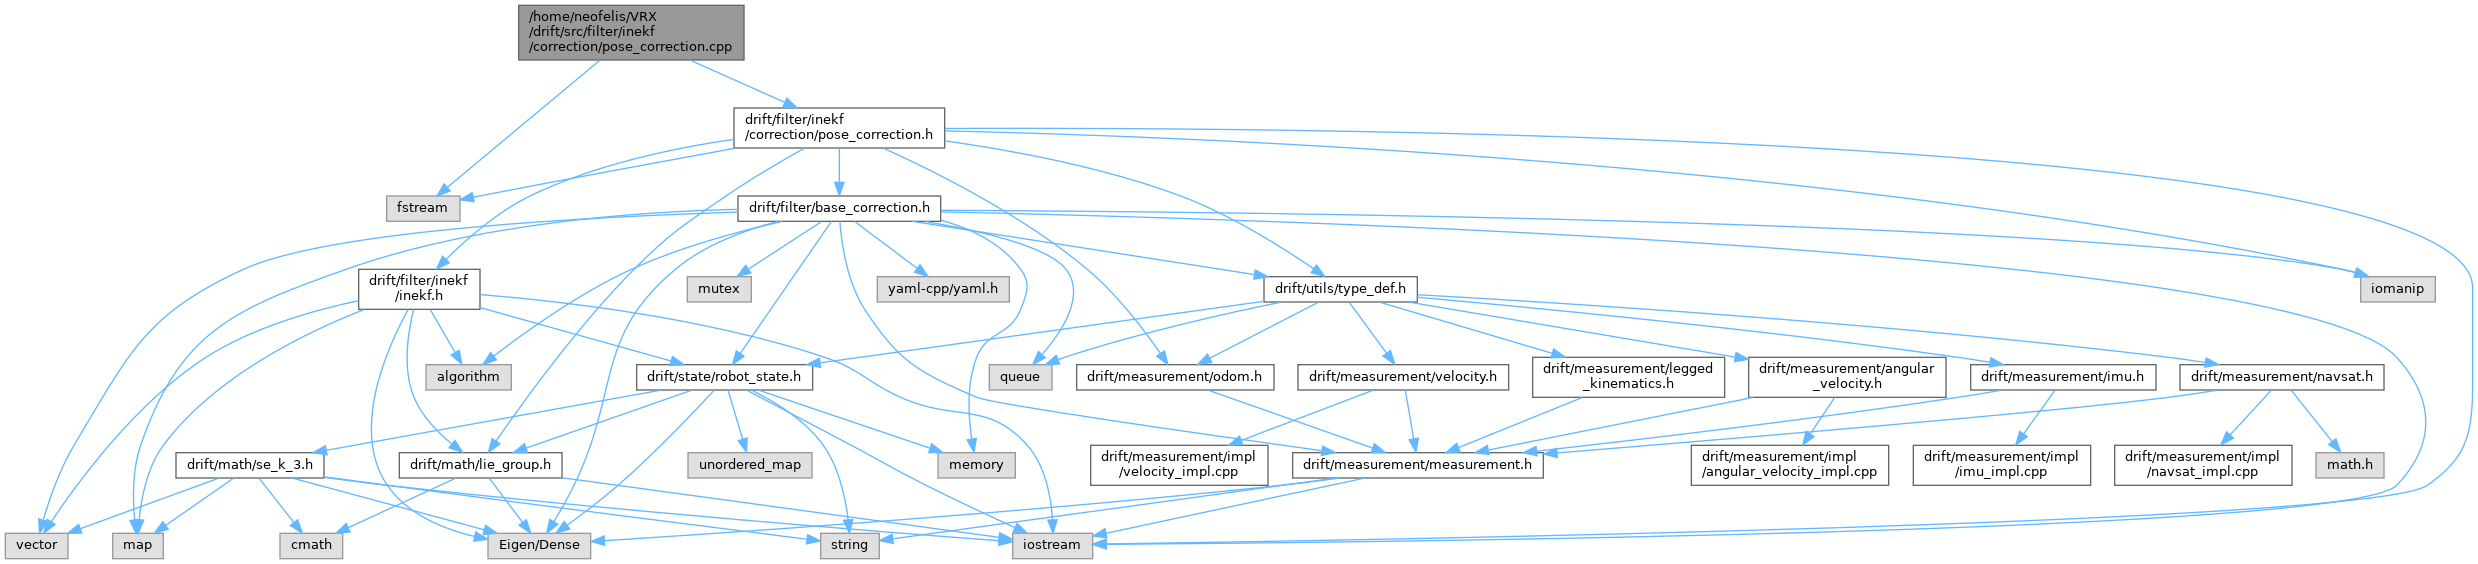 /home/neofelis/VRX
/drift/src/filter/inekf
/correction/pose_correction.cpp
drift/filter/inekf
/correction/pose_correction.h
fstream
drift/filter/base_correction.h
drift/filter/inekf
/inekf.h
mutex
yaml-cpp/yaml.h
drift/utils/type_def.h
iomanip
algorithm
drift/state/robot_state.h
queue
drift/measurement/odom.h
drift/measurement/velocity.h
drift/measurement/legged
_kinematics.h
drift/measurement/angular
_velocity.h
drift/measurement/imu.h
drift/measurement/navsat.h
drift/math/se_k_3.h
drift/math/lie_group.h
unordered_map
memory
drift/measurement/impl
/velocity_impl.cpp
drift/measurement/measurement.h
drift/measurement/impl
/angular_velocity_impl.cpp
drift/measurement/impl
/imu_impl.cpp
drift/measurement/impl
/navsat_impl.cpp
math.h
vector
map
cmath
Eigen/Dense
string
iostream